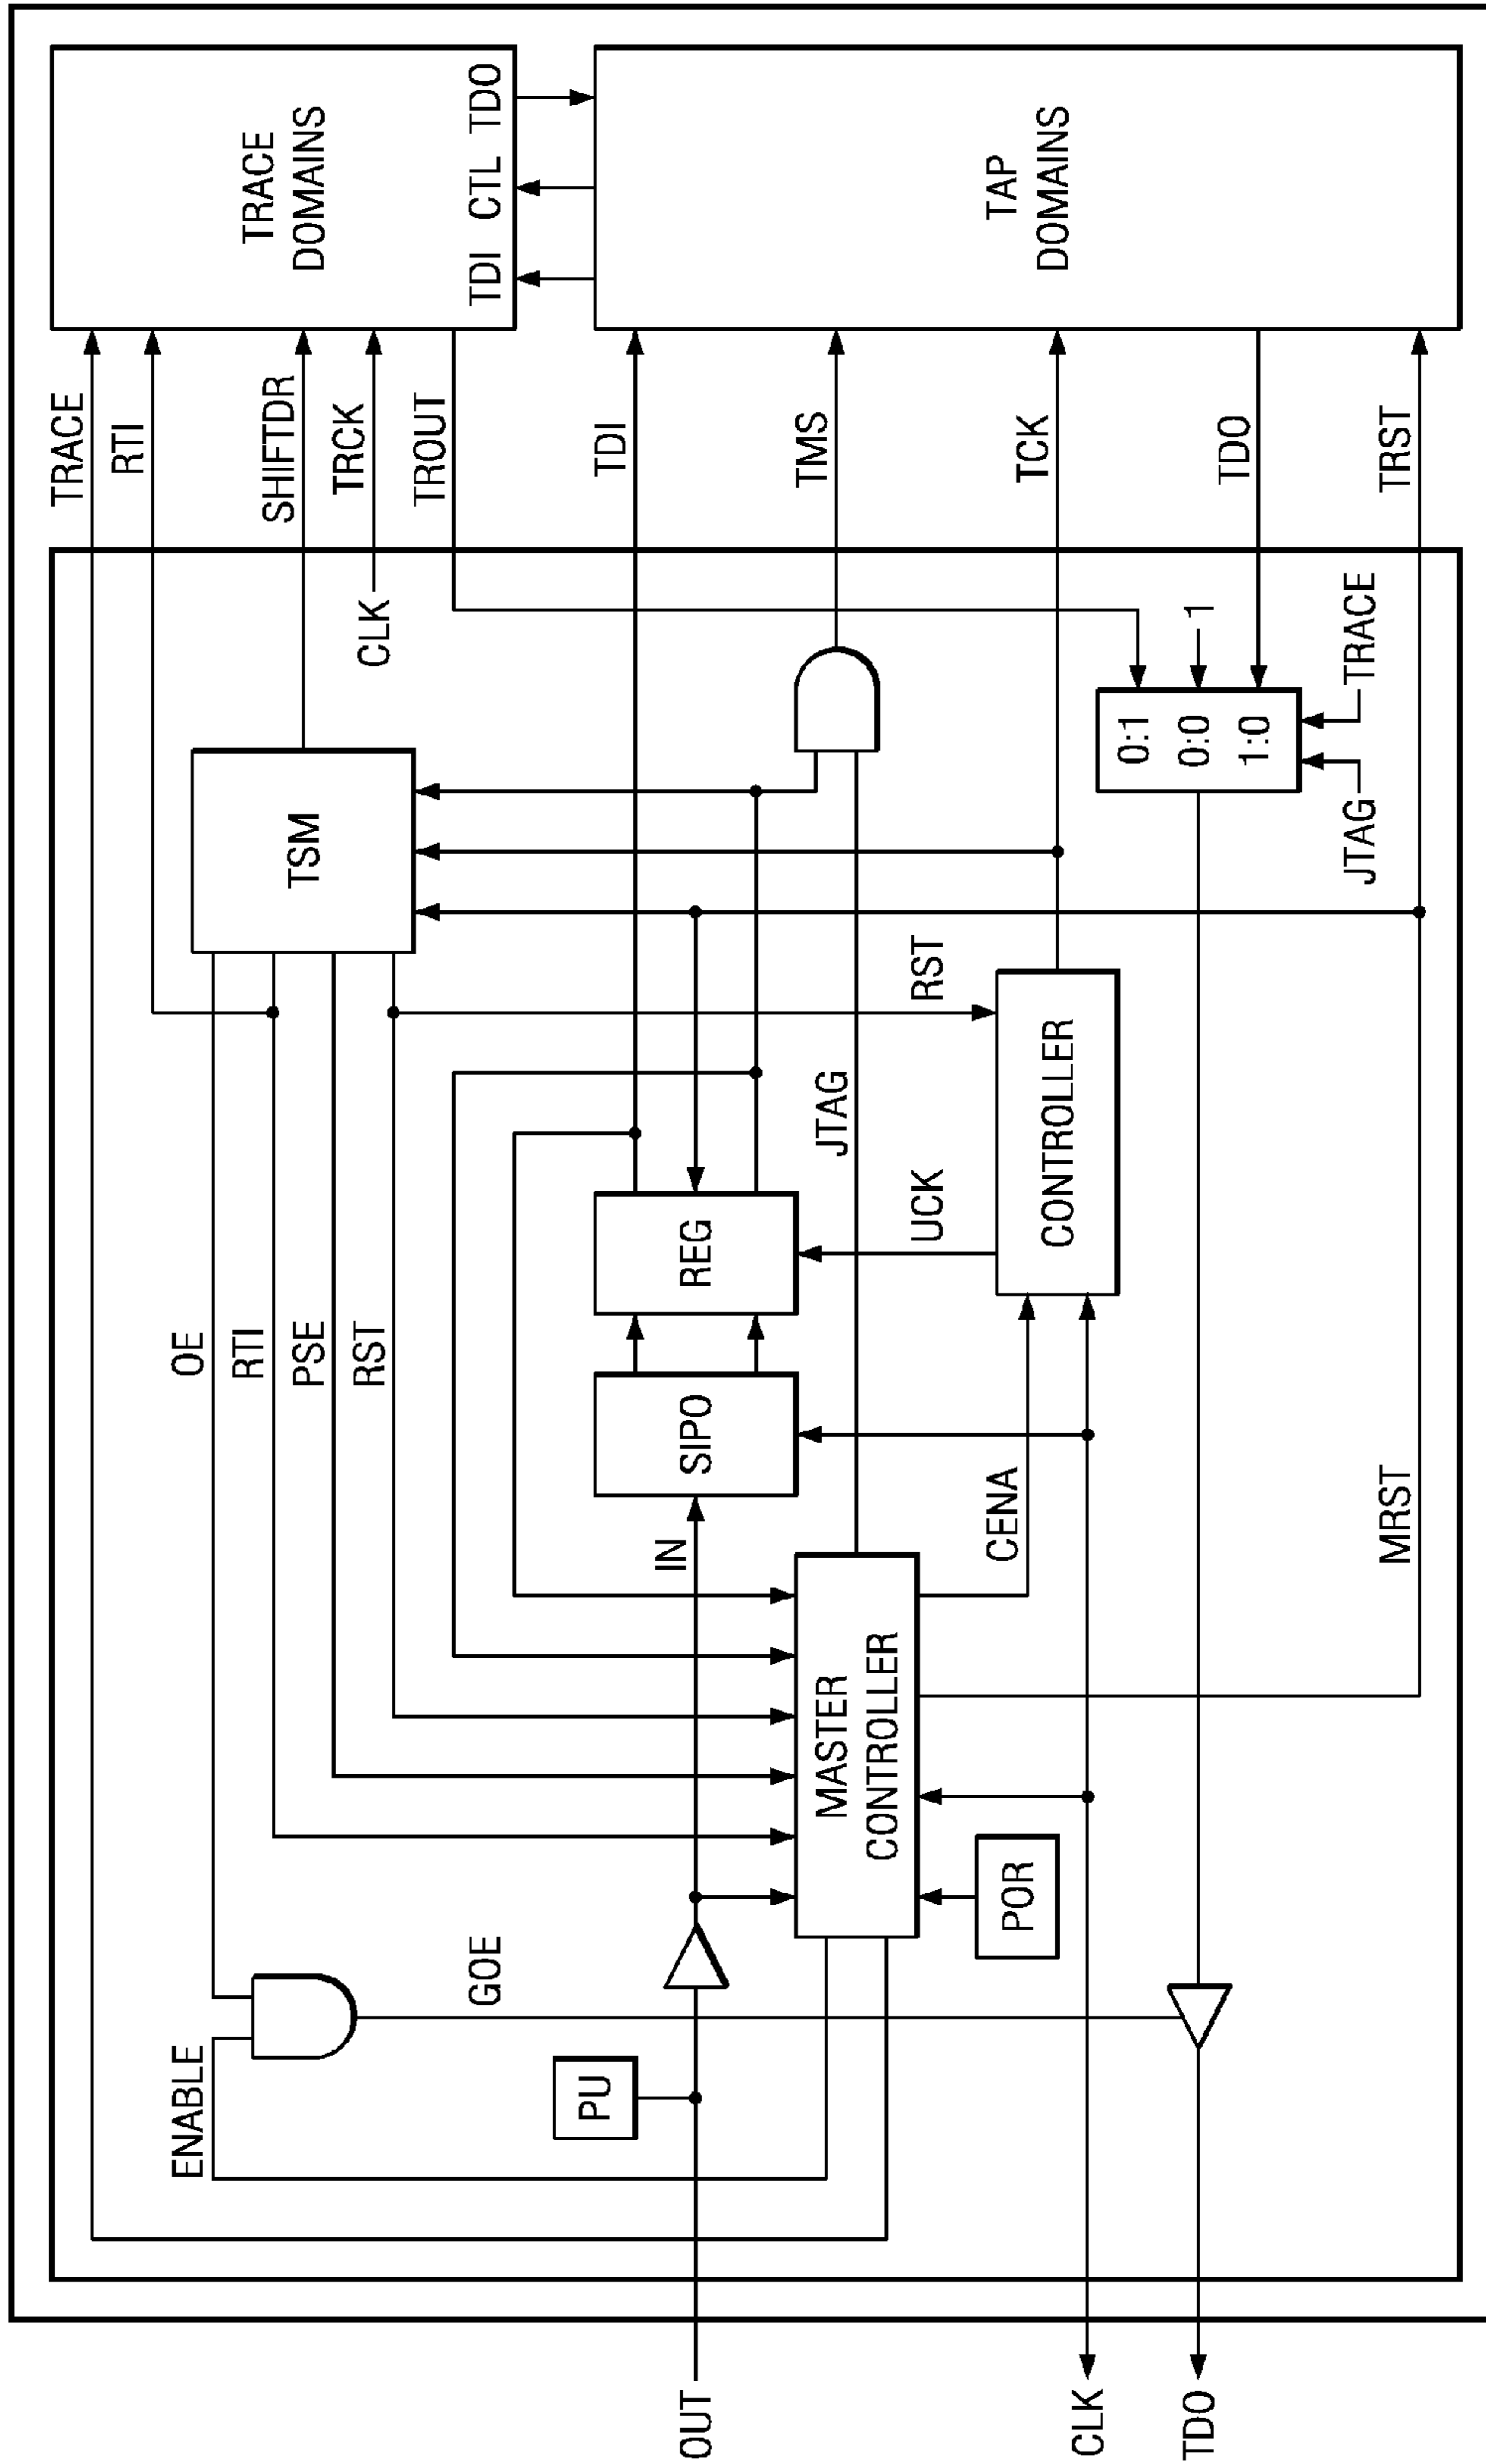 TRACE
DOMAINS
TDI CTL TDO
TAP
DOMAINS
TRACE
RTI
SHIFTDR
TRCK
TROUT
TDI
TMS
TCK
TDO
TRST
CLK
TSM
0:1
0:0
1:0
1
TRACE
JTAG
RST
JTAG
UCK
CONTROLLER
REG
SIPO
OE
RTI
PSE
RST
IN
CENA
MRST
MASTER
CONTROLLER
POR
GOE
ENABLE
PU
OUT
CLK
TDO